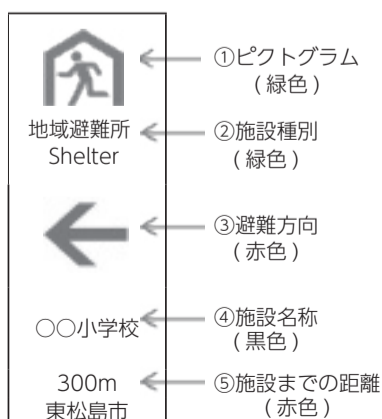 ①ピクトグラム
(緑色)
地域避難所
Shelter
②施設種別
(緑色)
③避難方向
(赤色)
○○小学校
④施設名称
(黒色)
300m
東松島市
⑤施設までの距離
(赤色)